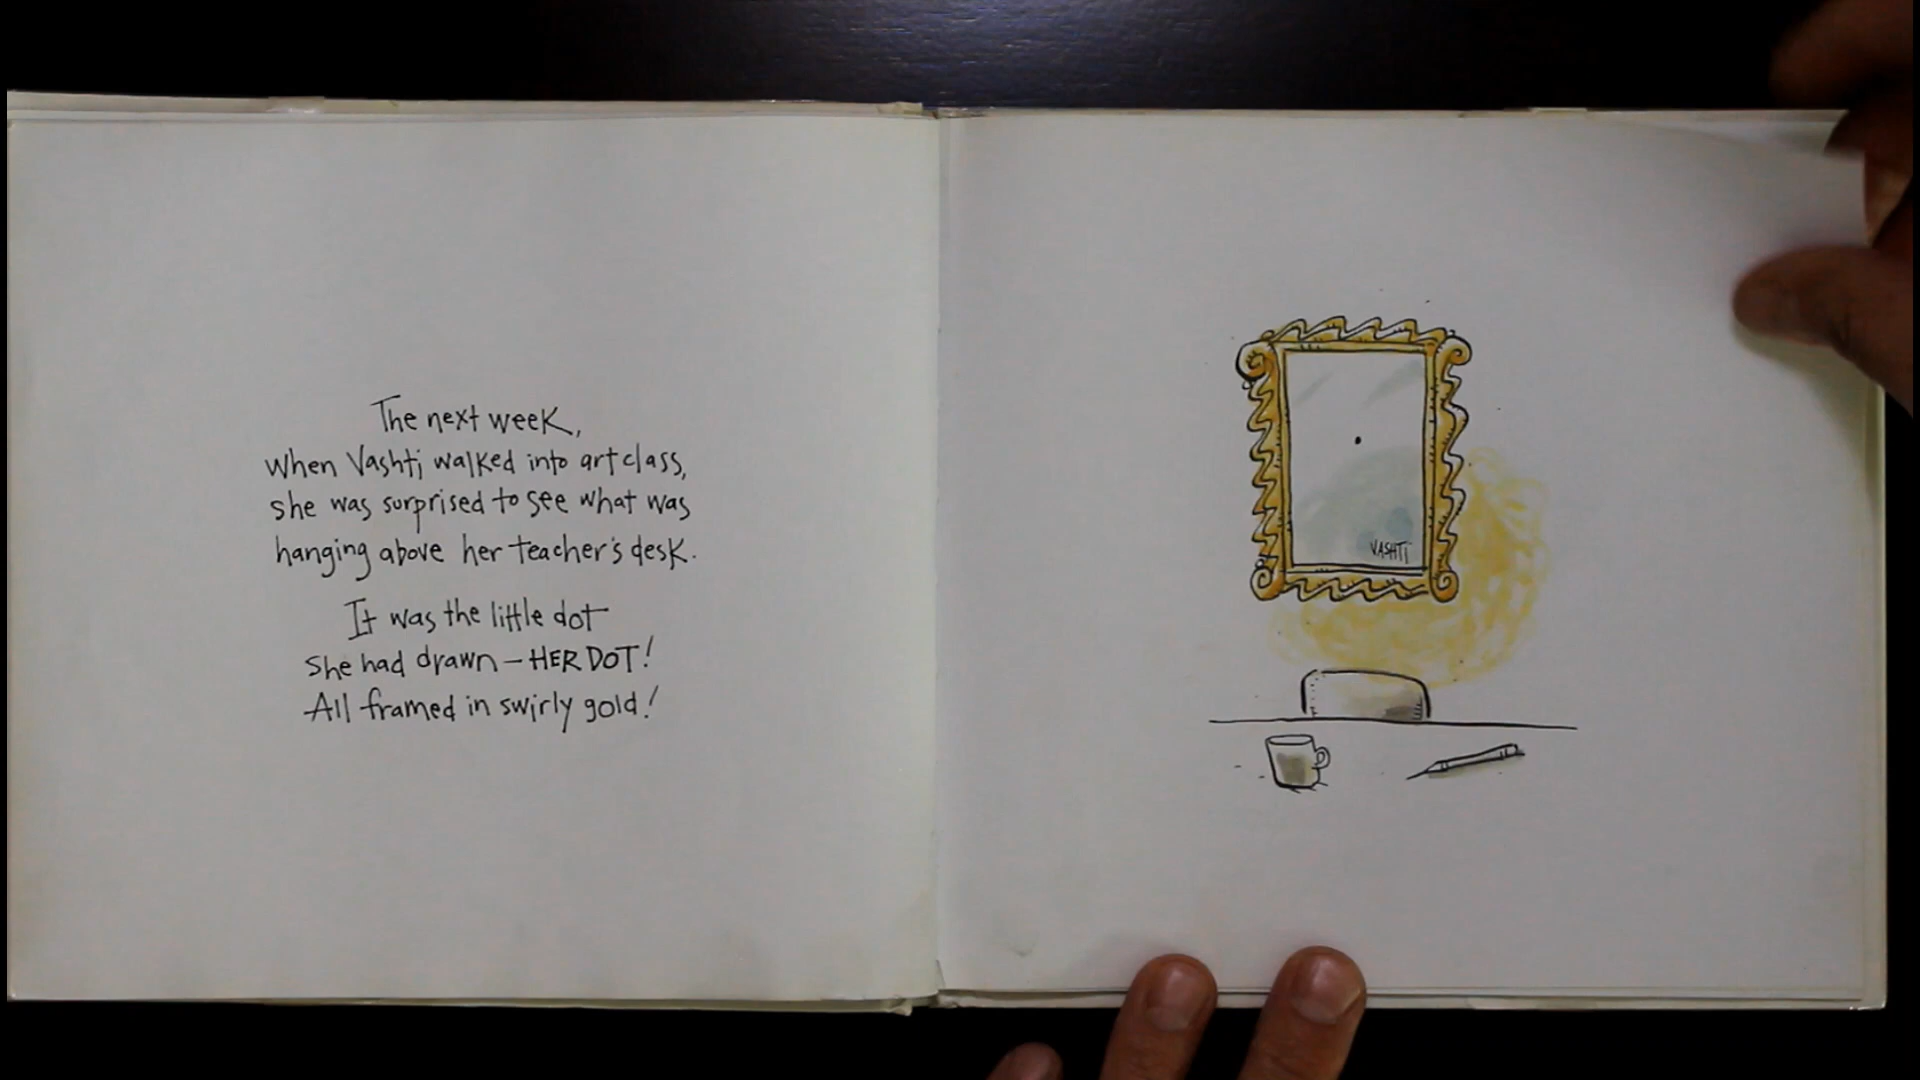 The next week,
when Vashti walked into art class,
she was surprised to see what was
hanging above her teacher's desk.
It was the little dot
she had drawn – HER DOT!
All framed in swirly gold!
VASHTI